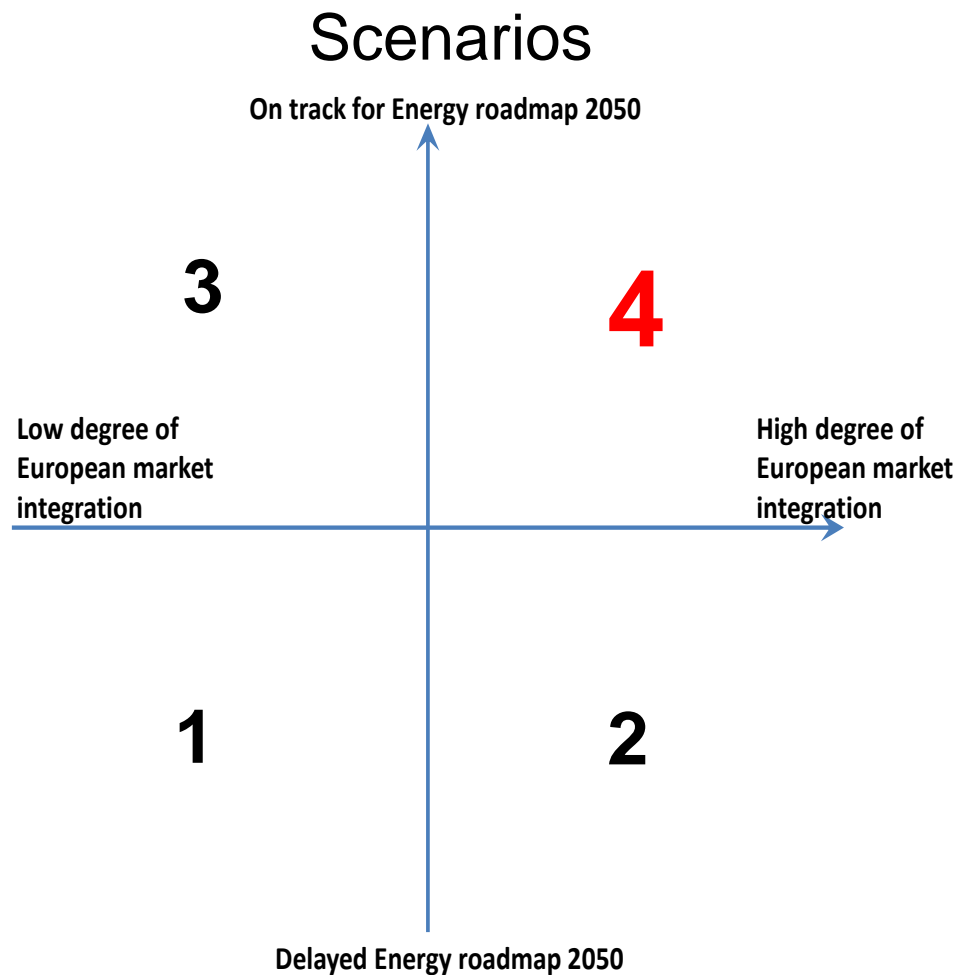 Scenarios
On track for Energy roadmap 2050
3
4
Low degree of
European market
integration
High degree of
European market
integration
1
2
Delayed Energy roadmap 2050